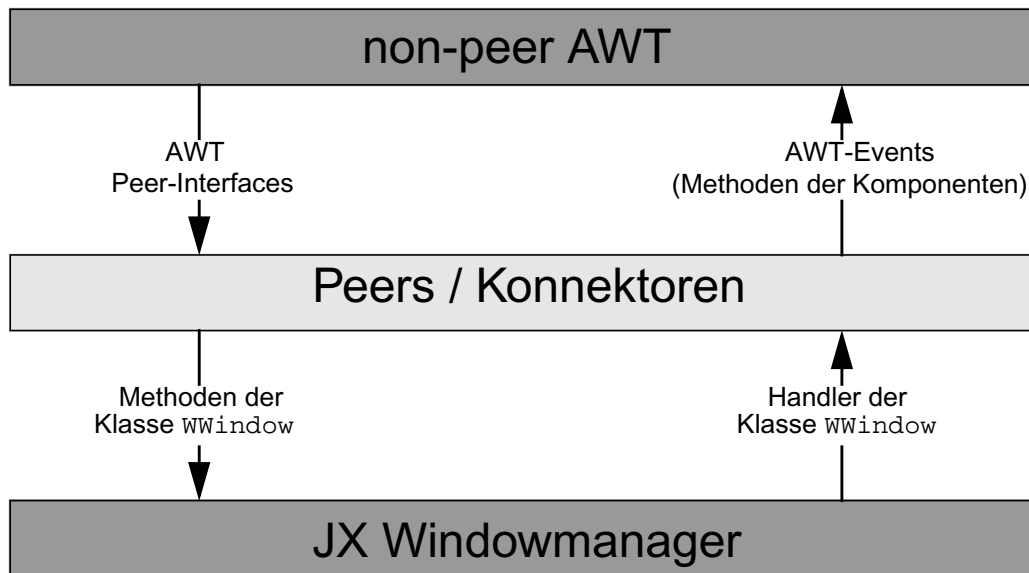 non-peer AWT
AWT
Peer-Interfaces
AWT-Events
(Methoden der Komponenten)
Peers / Konnektoren
Methoden der
Klasse WWindow
Handler der
Klasse WWindow
JX Windowmanager